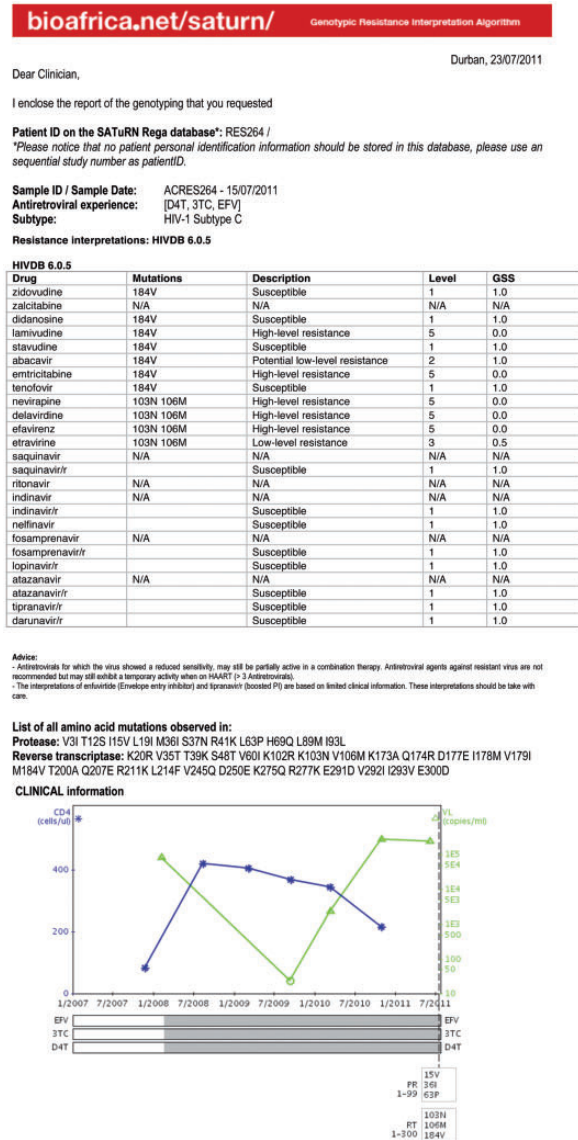 bioafrica.net/saturn/ Genotypic Resistance Interpretation Algorithm
Durban, 23/07/2011
Dear Clinician,
I enclose the report of the genotyping that you requested
Patient ID on the SATuRN Rega database*: RES264 /
*Please notice that no patient personal identification information should be stored in this database, please use an
sequential study number as patientID.
Sample ID / Sample Date: ACRES264 - 15/07/2011
Antiretroviral experience: [D4T, 3TC, EFV]
Subtype: HIV-1 Subtype C
Resistance interpretations: HIVDB 6.0.5
HIVDB 6.0.5
Drug Mutations Description Level GSS
zidovudine 184V Susceptible 1 1.0
zalcitabine N/A N/A N/A N/A
didanosine 184V Susceptible 1 1.0
lamivudine 184V High-level resistance 5 0.0
stavudine 184V Susceptible 1 1.0
abacavir 184V Potential low-level resistance 2 1.0
emtricitabine 184V High-level resistance 5 0.0
tenofovir 184V Susceptible 1 1.0
nevirapine 103N 106M High-level resistance 5 0.0
delavirdine 103N 106M High-level resistance 5 0.0
efavirenz 103N 106M High-level resistance 5 0.0
etravirine 103N 106M Low-level resistance 3 0.5
saquinavir N/A N/A N/A N/A
saquinavir/r Susceptible 1 1.0
ritonavir N/A N/A N/A N/A
indinavir N/A N/A N/A N/A
indinavir/r Susceptible 1 1.0
nelfinavir Susceptible 1 1.0
fosamprenavir N/A N/A N/A N/A
fosamprenavir/r Susceptible 1 1.0
lopinavir/r Susceptible 1 1.0
atazanavir N/A N/A N/A N/A
atazanavir/r Susceptible 1 1.0
tipranavir/r Susceptible 1 1.0
darunavir/r Susceptible 1 1.0
Advice:
- Antiretrovirals for which the virus showed a reduced sensitivity, may still be partially active in a combination therapy. Antiretroviral agents against resistant virus are not
recommended but may still exhibit a temporary activity when on HAART (> 3 Antiretrovirals).
- The interpretations of enfuvirtide (Envelope entry inhibitor) and tipranavir/r (boosted PI) are based on limited clinical information. These interpretations should be take with
care.
List of all amino acid mutations observed in:
Protease: V3I T12S I15V L19I M36I S37N R41K L63P H69Q L89M I93L
Reverse transcriptase: K20R V35T T39K S48T V60I K102R K103N V106M K173A Q174R D177E I178M V179I
M184V T200A Q207E R211K L214F V245Q D250E K275Q R277K E291D V292I I293V E300D
CLINICAL information
CD4 VL
(cells/ul) (copies/ml)
1E5
400 5E4
1E4
5E3
200 1E3
500
100
50
0 10
1/2007 7/2007 1/2008 7/2008 1/2009 7/2009 1/2010 7/2010 1/2011 7/2011
EFV EFV
3TC 3TC
D4T D4T
15V
PR 36I
1-99 63P
103N
RT 106M
1-300 184V